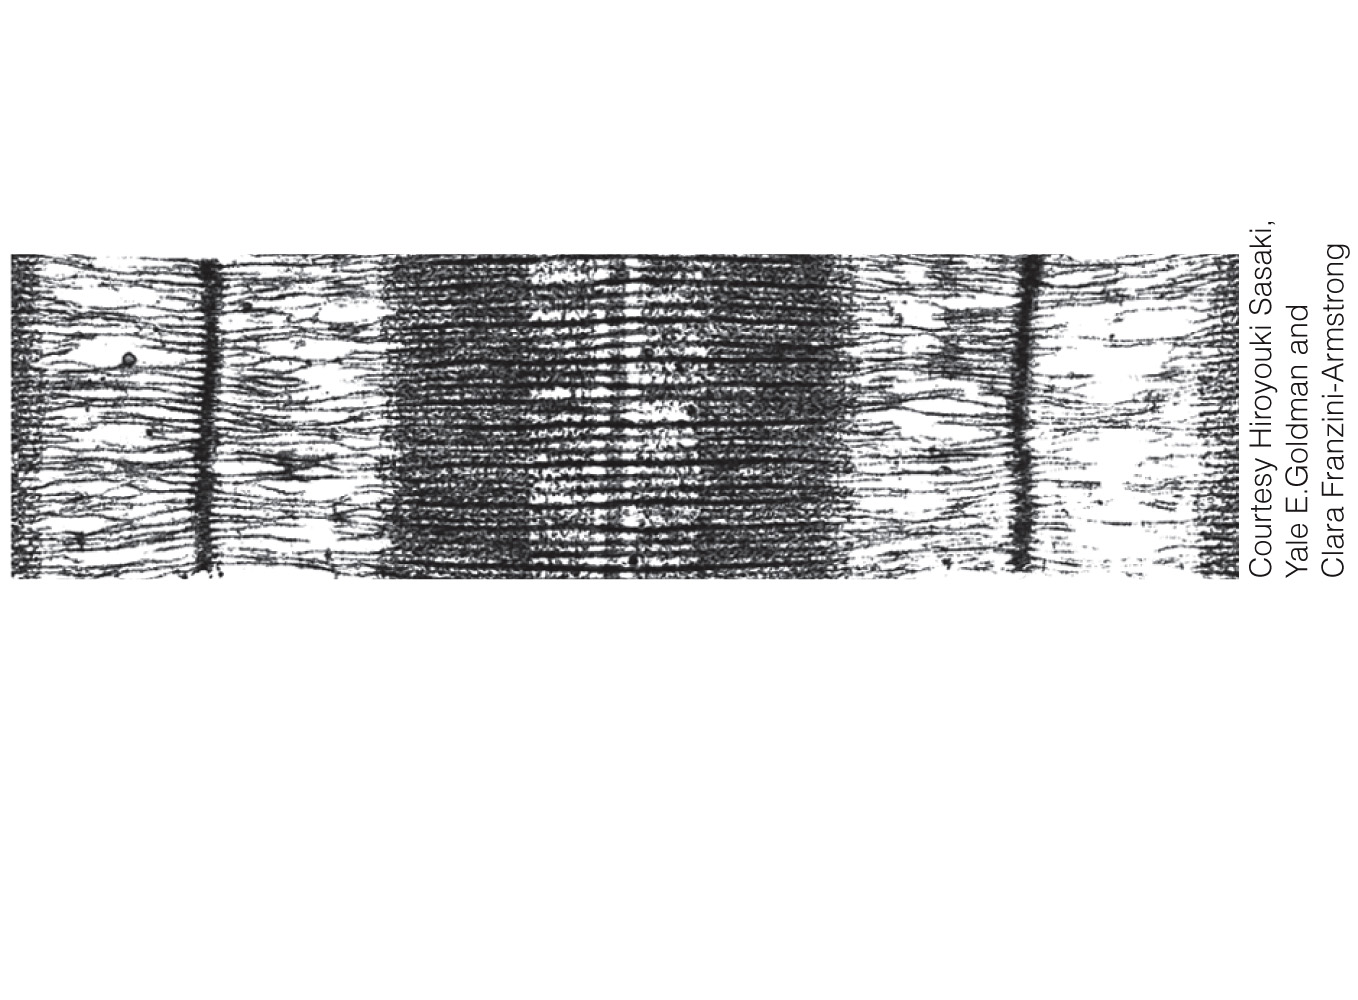 Courtesy Hiroyouki Sasaki,
Yale E.Goldman and
Clara Franzini-Armstrong